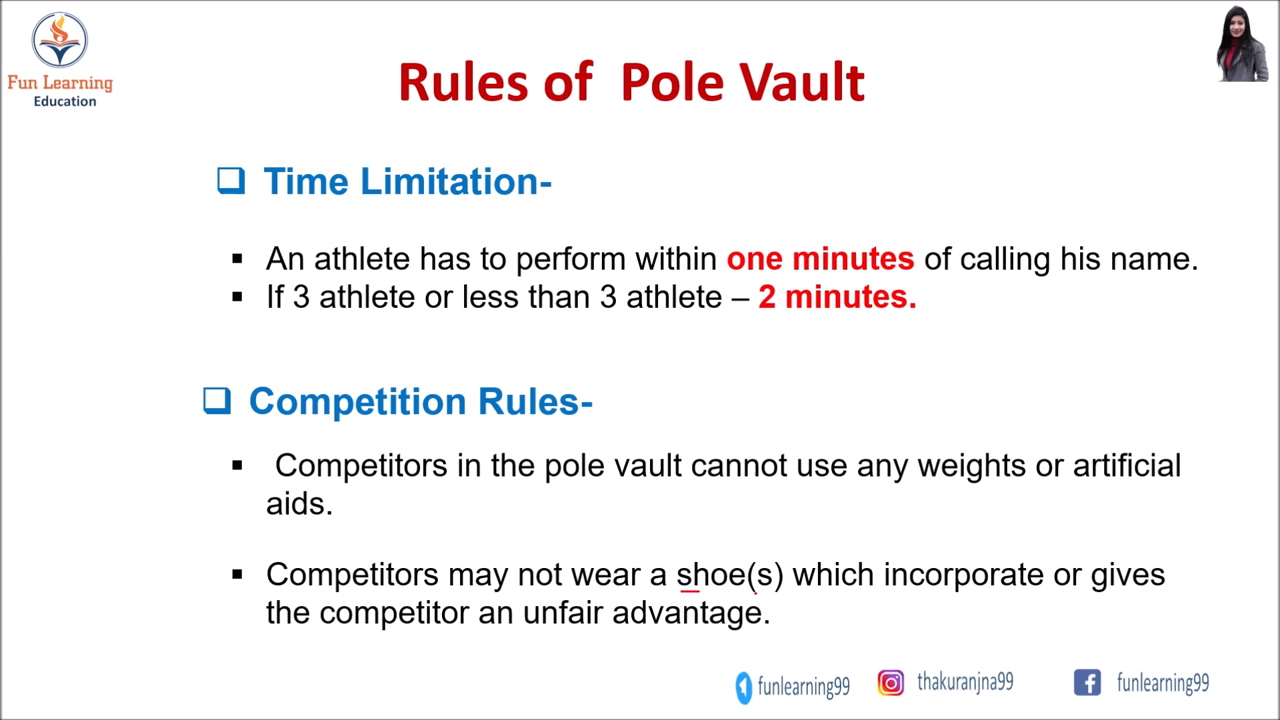 Fun Learning
Education
Rules of Pole Vault
Time Limitation-
An athlete has to perform within one minutes of calling his name.
If 3 athlete or less than 3 athlete – 2 minutes.
Competition Rules-
Competitors in the pole vault cannot use any weights or artificial
aids.
Competitors may not wear a shoe(s) which incorporate or gives
the competitor an unfair advantage.
funlearning99
thakuranjna99
funlearning99